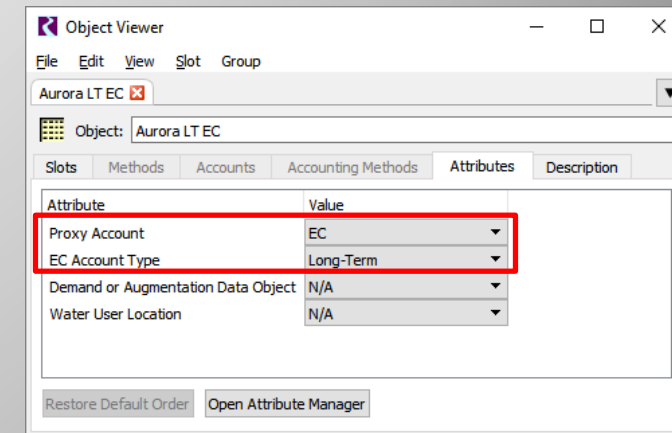 Object Viewer
File Edit View Slot Group
Aurora LT EC
Object: Aurora LT EC
Slots Methods Accounts Accounting Methods Attributes Description
Attribute Value
Proxy Account EC
EC Account Type Long-Term
Demand or Augmentation Data Object N/A
Water User Location N/A
Restore Default Order Open Attribute Manager